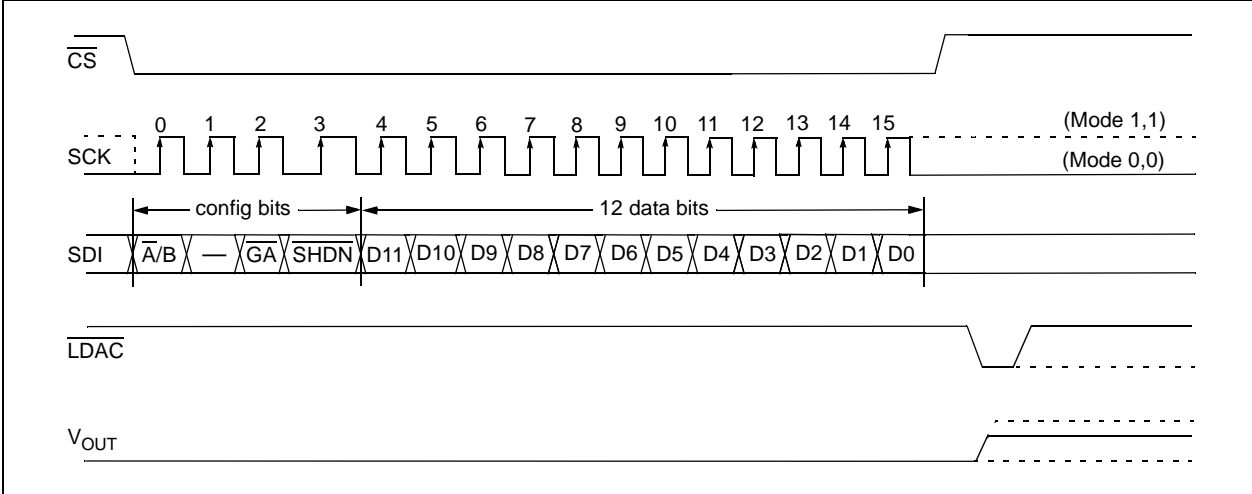 CS
0 1 2 3 4 5 6 7 8 9 10 11 12 13 14 15
(Mode 1,1)
SCK
(Mode 0,0)
config bits
12 data bits
SDI
A/B — GA SHDN D11 D10 D9 D8 D7 D6 D5 D4 D3 D2 D1 D0
LDAC
VOUT